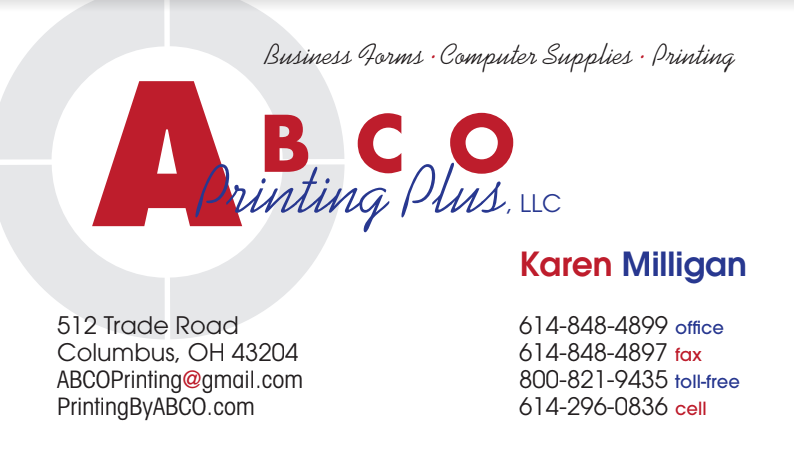 Business Forms · Computer Supplies · Printing
ABCO
Printing Plus, LLC
Karen Milligan
512 Trade Road
Columbus, OH 43204
ABCOPrinting@gmail.com
PrintingByABCO.com
614-848-4899 office
614-848-4897 fax
800-821-9435 toll-free
614-296-0836 cell